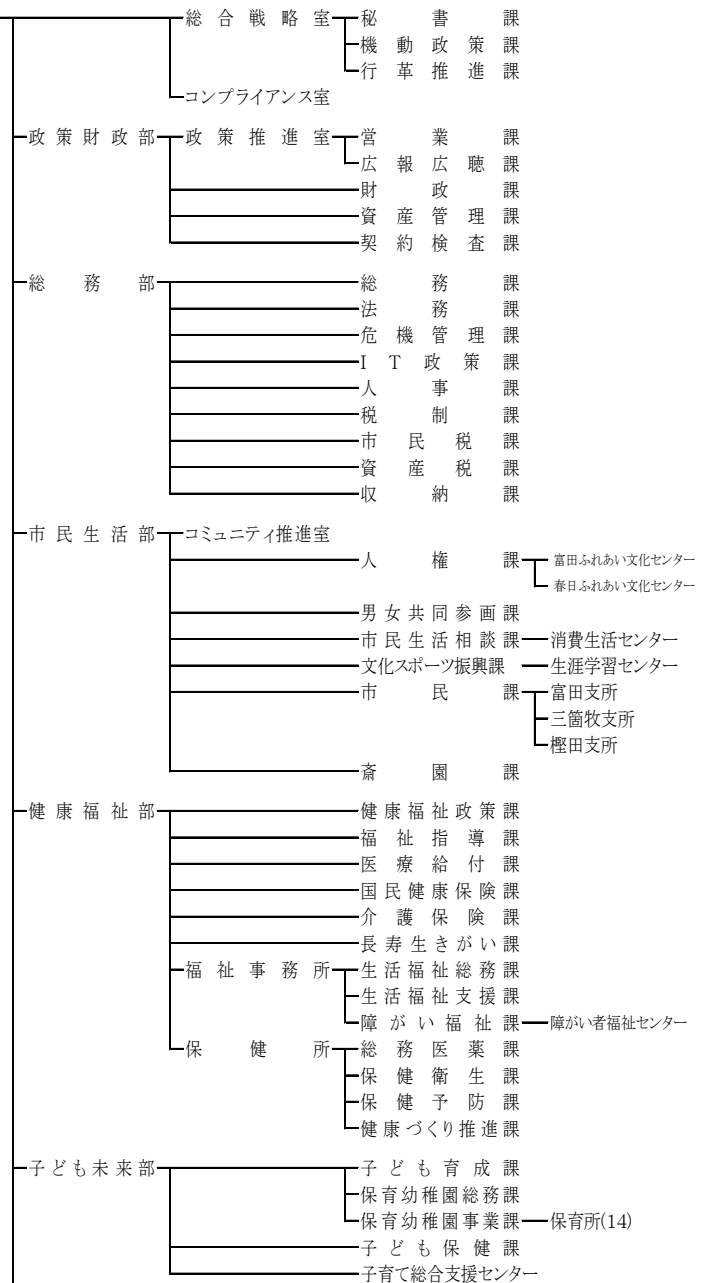 総合戦略室 秘書課
機動政策課
行革推進課
コンプライアンス室
政策財政部 政策推進室 営業課
広報広聴課
財政課
資産管理課
契約検査課
総務部 総務課
法務課
危機管理課
IT政策課
人事課
税制課
市民税課
資産税課
収納課
市民生活部 コミュニティ推進室
人権課 富田ふれあい文化センター
春日ふれあい文化センター
男女共同参画課
市民生活相談課 消費生活センター
文化スポーツ振興課 生涯学習センター
市民課 富田支所
三箇牧支所
樫田支所
斎園課
健康福祉部 健康福祉政策課
福祉指導課
医療給付課
国民健康保険課
介護保険課
長寿生きがい課
福祉事務所 生活福祉総務課
生活福祉支援課
障がい福祉課 障がい者福祉センター
保健所 総務医薬課
保健衛生課
保健予防課
健康づくり推進課
子ども未来部 子ども育成課
保育幼稚園総務課
保育幼稚園事業課 保育所(14)
子ども保健課
子育て総合支援センター